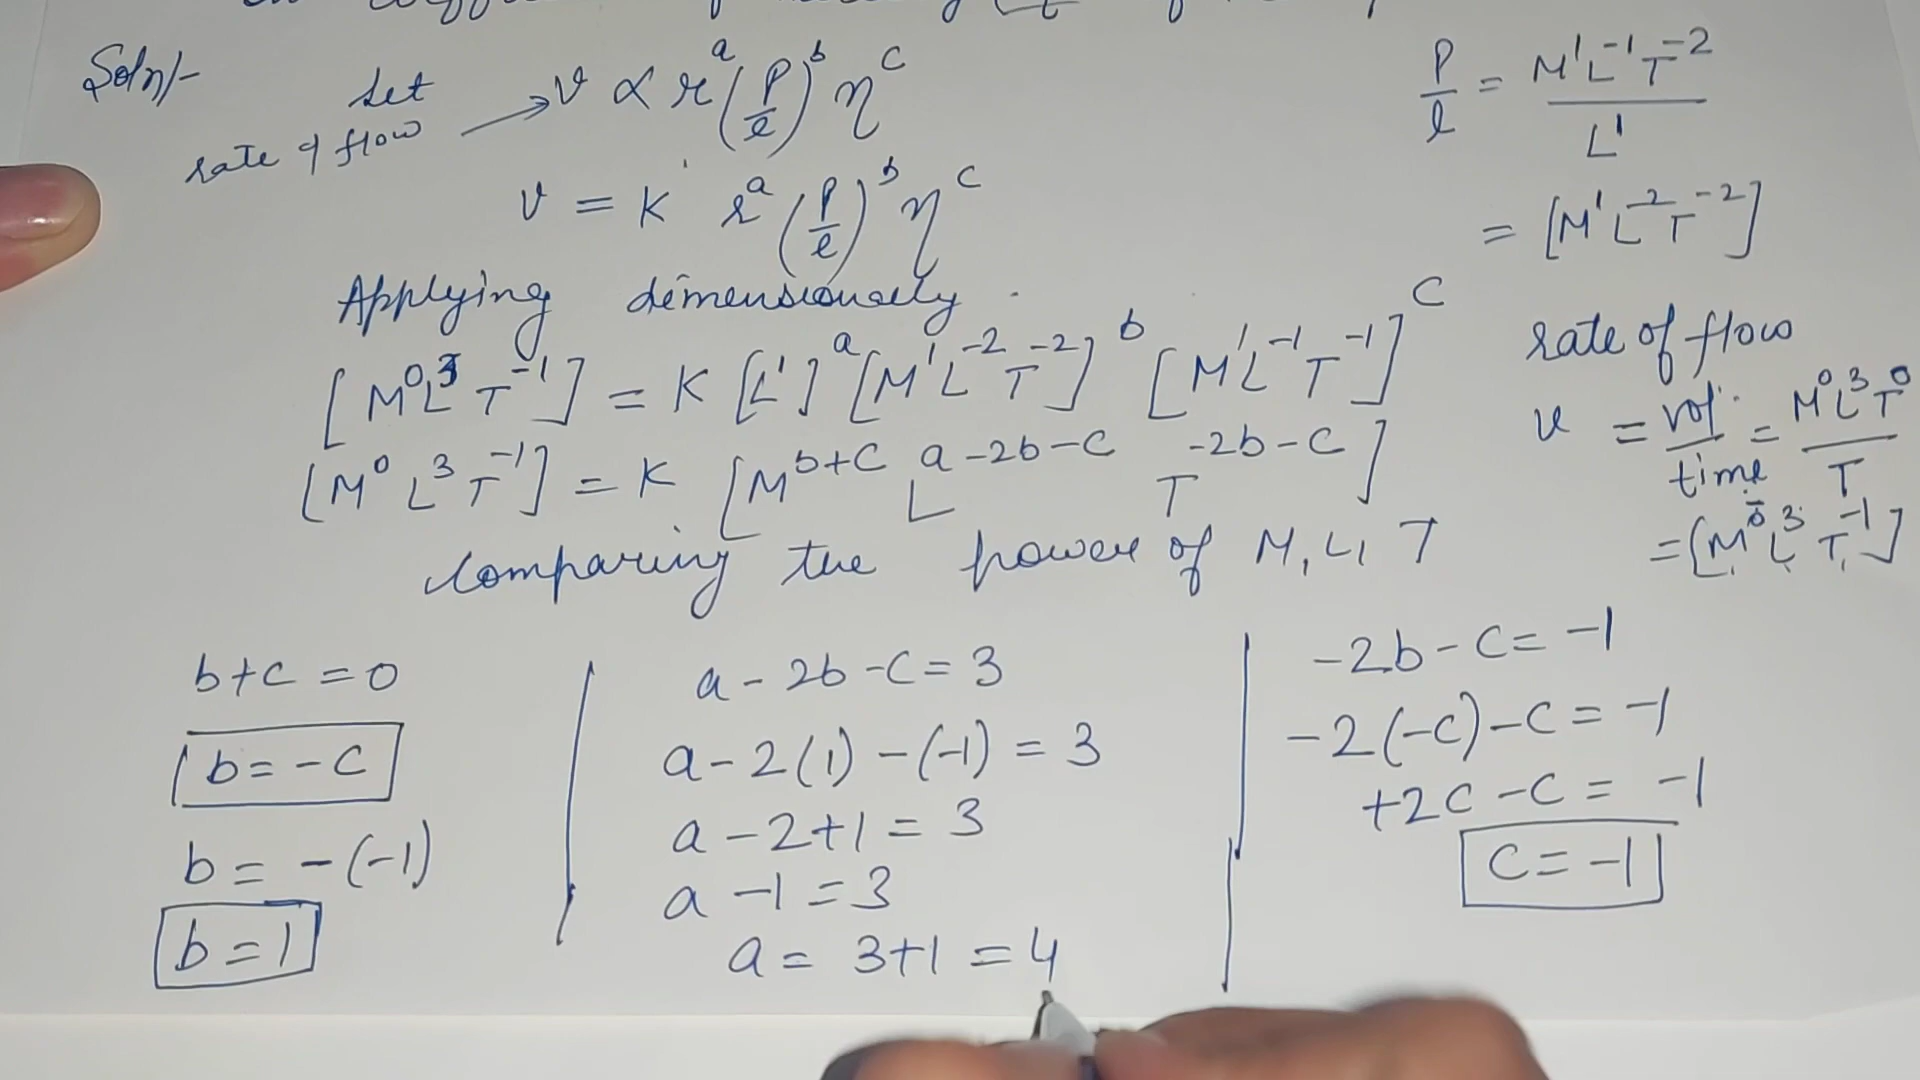 Soln/-
Let v ∝ r^a (P/l)^b η^c
rate of flow →
v = K r^a (P/l)^b η^c
Applying dimensionally.
[M^0 L^3 T^-1] = K [L^1]^a [M^1 L^-2 T^-2]^b [M^1 L^-1 T^-1]^c
[M^0 L^3 T^-1] = K [M^b+c L^a-2b-c T^-2b-c]
Comparing the power of M, L, T
b+c = 0
b = -c
b = -(-1)
b = 1
a - 2b - c = 3
a - 2(1) - (-1) = 3
a - 2 + 1 = 3
a - 1 = 3
a = 3+1 = 4
P/l = M^1 L^-1 T^-2 / L^1
= [M^1 L^-2 T^-2]
rate of flow
v = vol. / time = M^0 L^3 T^0 / T
= [M^0 L^3 T^-1]
-2b - c = -1
-2(-c) - c = -1
+2c - c = -1
c = -1